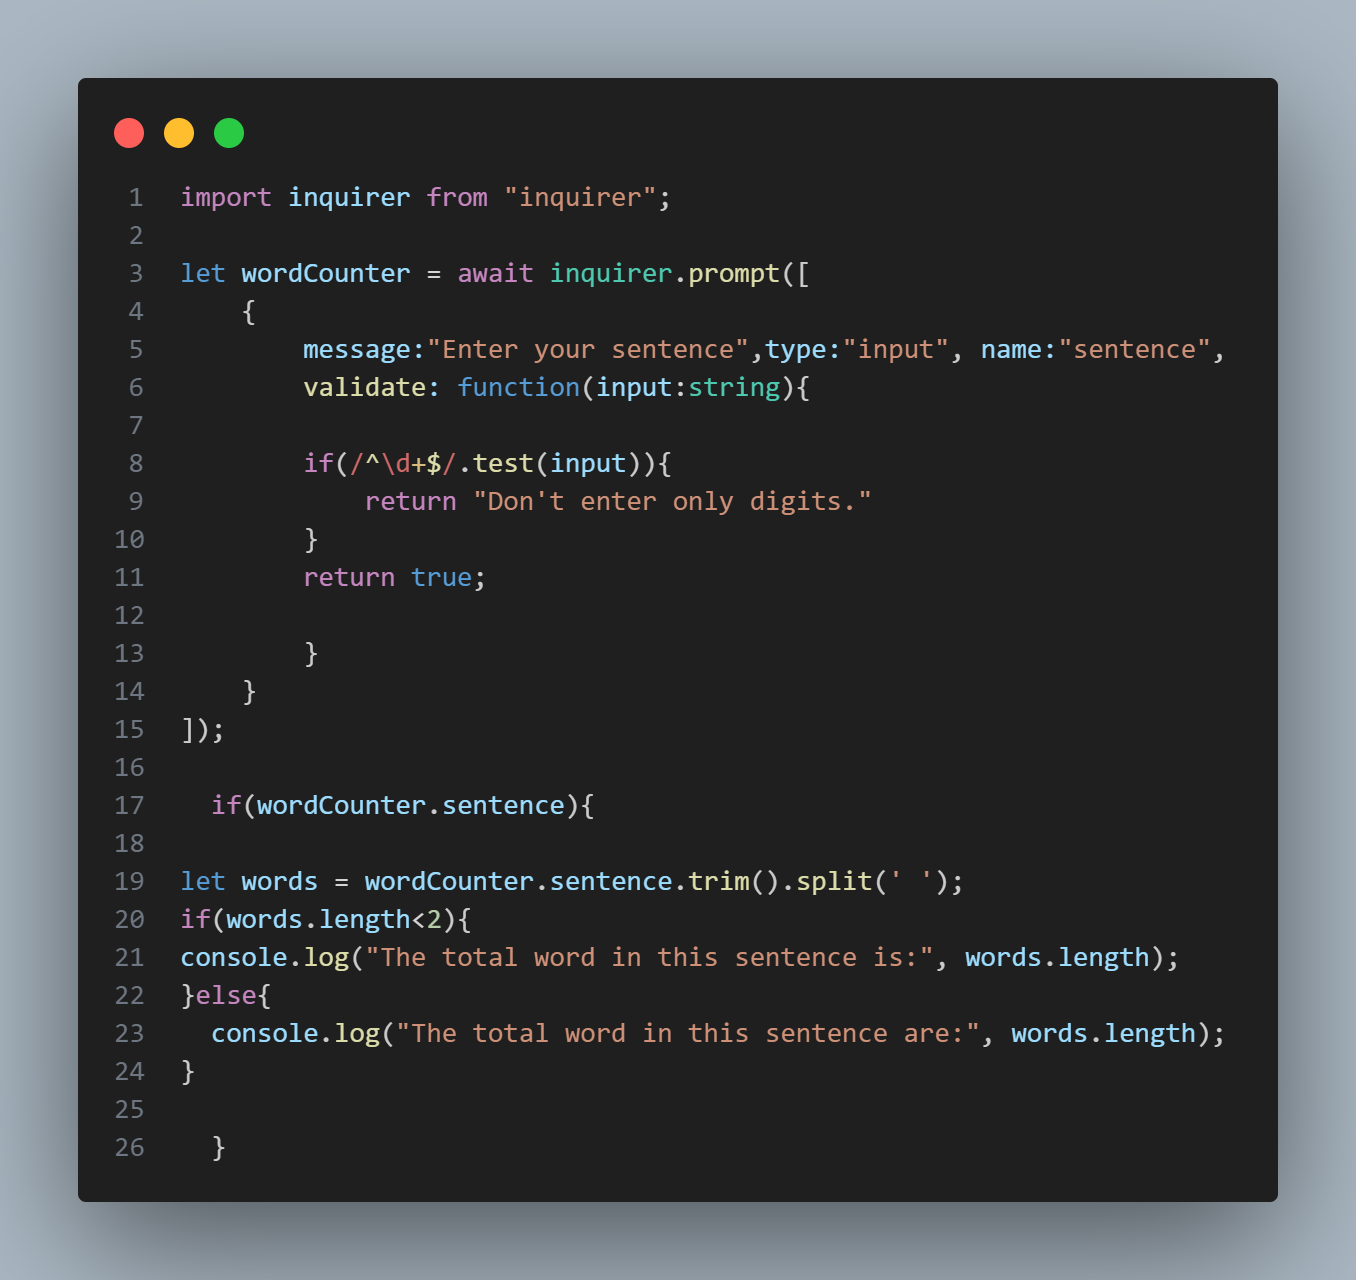 1 import inquirer from "inquirer";
2
3 let wordCounter = await inquirer.prompt([
4     {
5         message:"Enter your sentence",type:"input", name:"sentence",
6         validate: function(input:string){
7
8         if(/^\d+$/.test(input)){
9             return "Don't enter only digits."
10         }
11         return true;
12
13         }
14     }
15 ]);
16
17   if(wordCounter.sentence){
18
19 let words = wordCounter.sentence.trim().split(' ');
20 if(words.length<2){
21 console.log("The total word in this sentence is:", words.length);
22 }else{
23   console.log("The total word in this sentence are:", words.length);
24 }
25
26   }